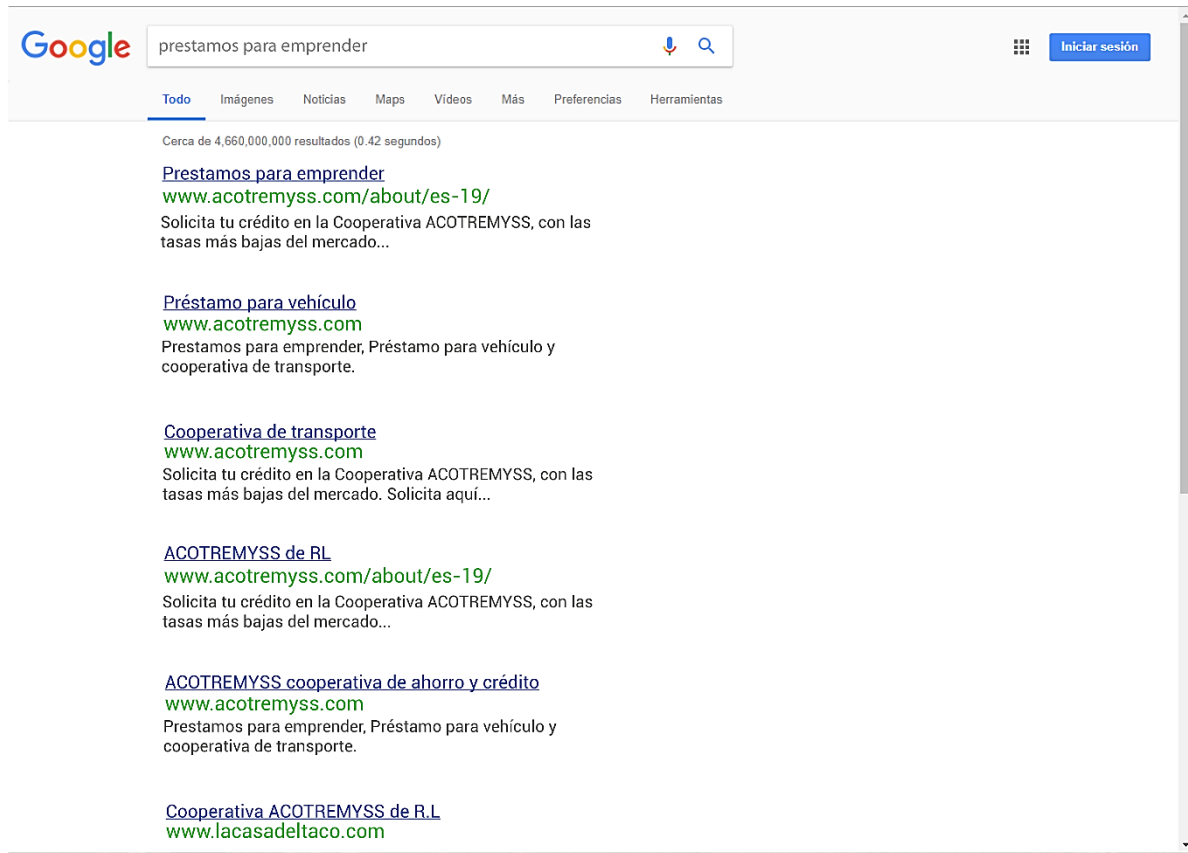 Google
prestamos para emprender
Iniciar sesión
Todo Imágenes Noticias Maps Vídeos Más Preferencias Herramientas
Cerca de 4,660,000,000 resultados (0.42 segundos)
Prestamos para emprender
www.acotremyss.com/about/es-19/
Solicita tu crédito en la Cooperativa ACOTREMYSS, con las
tasas más bajas del mercado...
Préstamo para vehículo
www.acotremyss.com
Prestamos para emprender, Préstamo para vehículo y
cooperativa de transporte.
Cooperativa de transporte
www.acotremyss.com
Solicita tu crédito en la Cooperativa ACOTREMYSS, con las
tasas más bajas del mercado. Solicita aquí...
ACOTREMYSS de RL
www.acotremyss.com/about/es-19/
Solicita tu crédito en la Cooperativa ACOTREMYSS, con las
tasas más bajas del mercado...
ACOTREMYSS cooperativa de ahorro y crédito
www.acotremyss.com
Prestamos para emprender, Préstamo para vehículo y
cooperativa de transporte.
Cooperativa ACOTREMYSS de R.L
www.lacasadeltaco.com